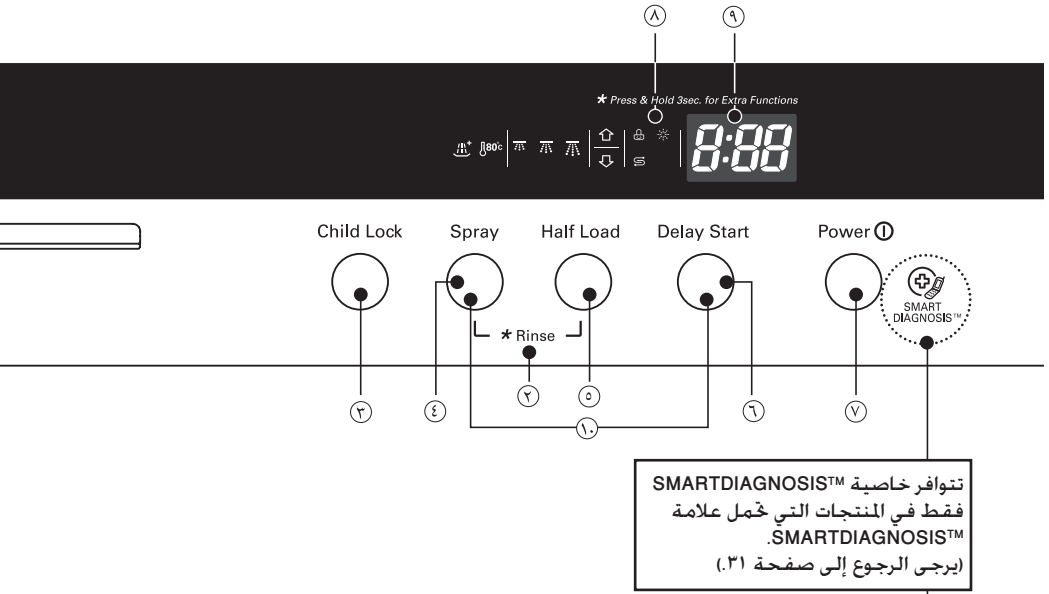 ٨ ٩
* Press & Hold 3sec. for Extra Functions
80°c 8:88
Child Lock Spray Half Load Delay Start Power
SMART
DIAGNOSIS™
* Rinse
٣ ٤ ٢ ٥ ٦ ٧
١٠
تتوافر خاصية SMARTDIAGNOSIS™
فقط في المنتجات التي تحمل علامة
SMARTDIAGNOSIS™.
(يرجى الرجوع إلى صفحة ٣١.)